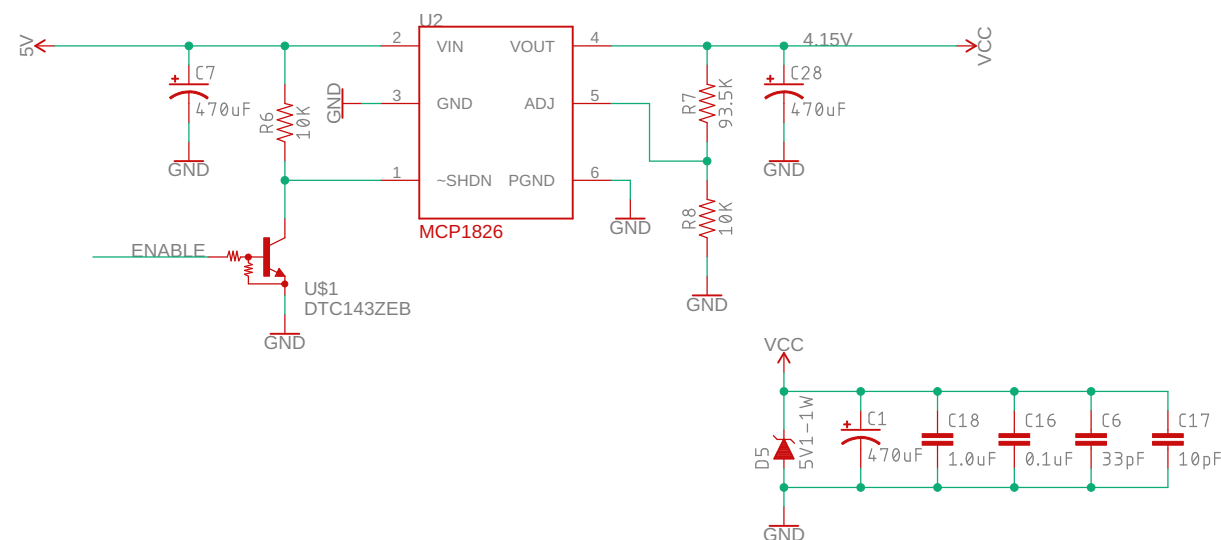 U2
5V
2
VIN
VOUT
4
4.15V
VCC
C7
470uF
R6
10K
GND
3
GND
ADJ
5
R7
93.5K
C28
470uF
GND
GND
1
~SHDN
PGND
6
GND
R8
10K
MCP1826
ENABLE
U$1
DTC143ZEB
GND
GND
VCC
D5
5V1-1W
C1
470uF
C18
1.0uF
C16
0.1uF
C6
33pF
C17
10pF
GND